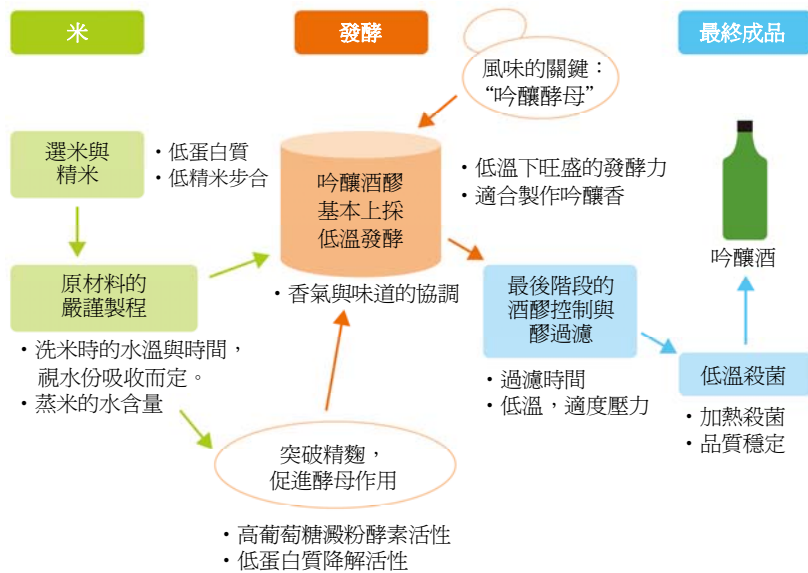 米
發酵
最終成品
風味的關鍵：
“吟釀酵母”
選米與
精米
・低蛋白質
・低精米步合
吟釀酒醪
基本上採
低溫發酵
・低溫下旺盛的發酵力
・適合製作吟釀香
吟釀酒
原材料的
嚴謹製程
・香氣與味道的協調
最後階段的
酒醪控制與
醪過濾
・洗米時的水溫與時間，
視水份吸收而定。
・蒸米的水含量
・過濾時間
・低溫，適度壓力
低溫殺菌
・加熱殺菌
・品質穩定
突破精麴，
促進酵母作用
・高葡萄糖澱粉酵素活性
・低蛋白質降解活性